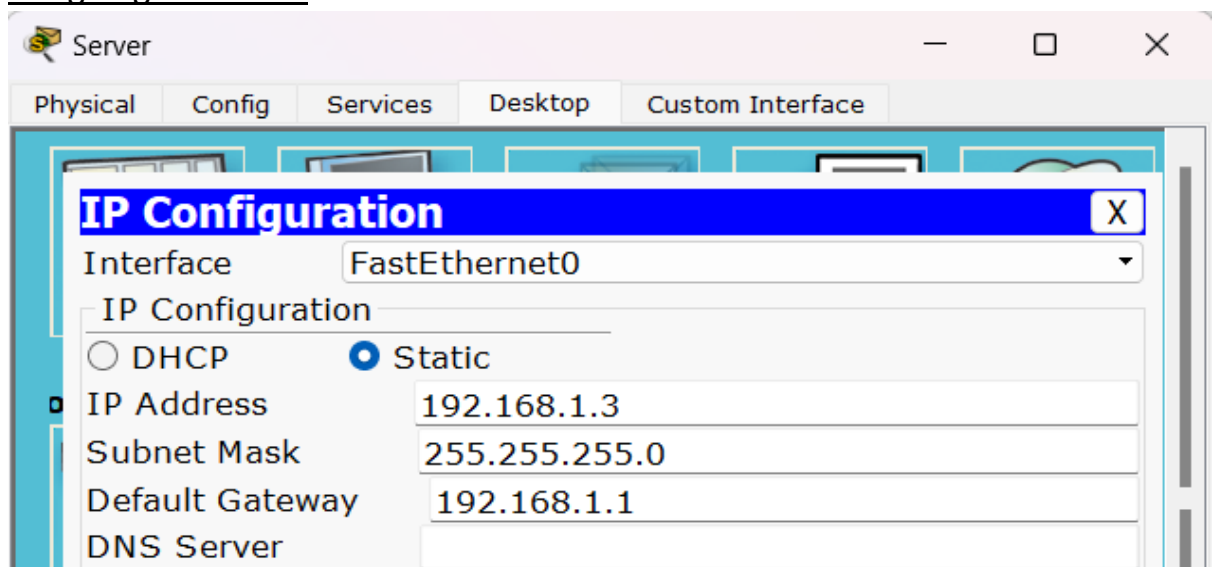 Server
Physical Config Services Desktop Custom Interface
IP Configuration X
Interface FastEthernet0
IP Configuration
DHCP Static
IP Address 192.168.1.3
Subnet Mask 255.255.255.0
Default Gateway 192.168.1.1
DNS Server